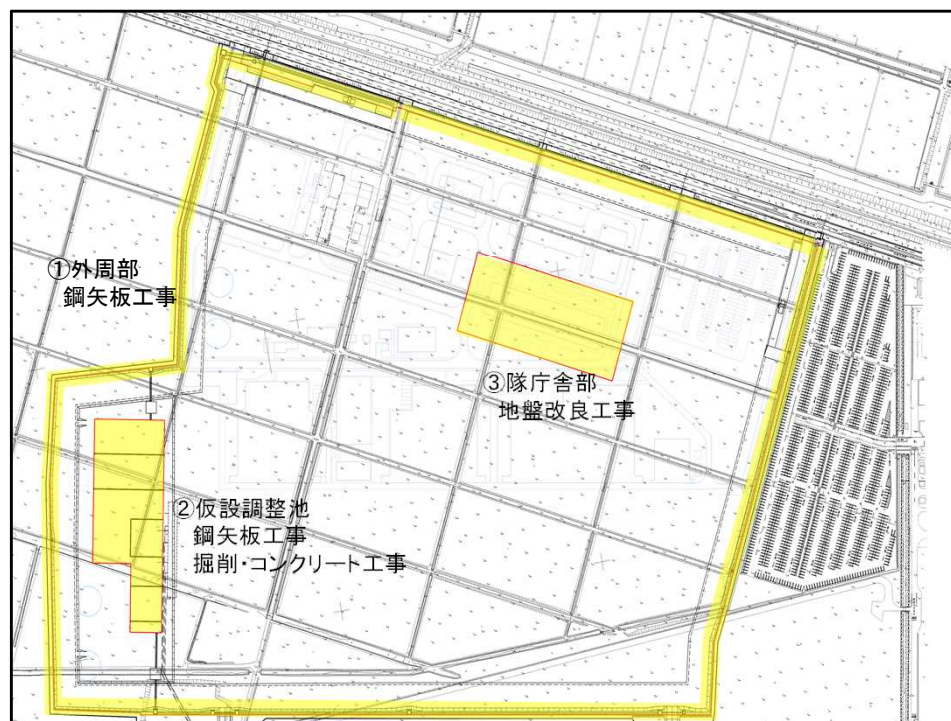 ①外周部
鋼矢板工事
③隊庁舎部
地盤改良工事
②仮設調整池
鋼矢板工事
掘削・コンクリート工事